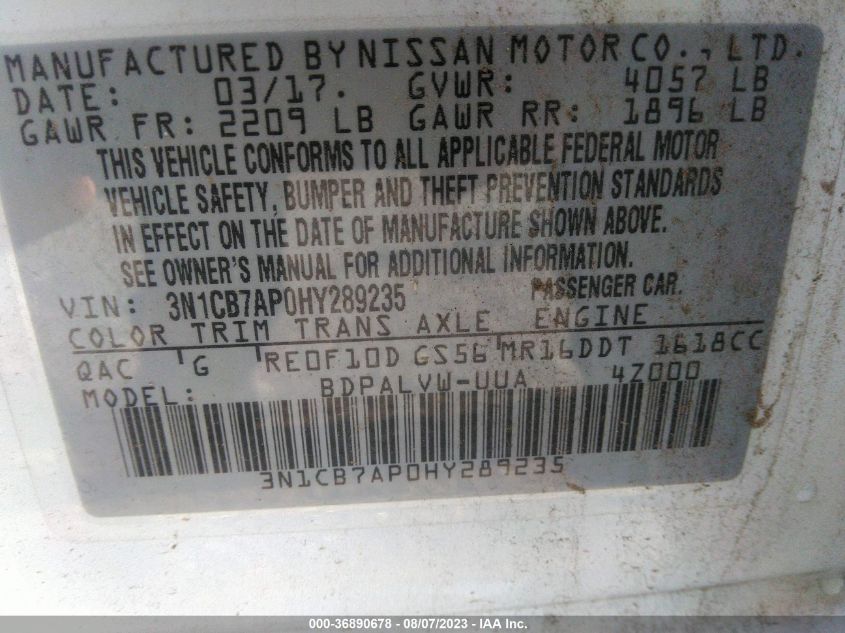 MANUFACTURED BY NISSAN MOTOR CO., LTD.
DATE: 03/17. GVWR: 4057 LB
GAWR FR: 2209 LB GAWR RR: 1896 LB
THIS VEHICLE CONFORMS TO ALL APPLICABLE FEDERAL MOTOR
VEHICLE SAFETY, BUMPER AND THEFT PREVENTION STANDARDS
IN EFFECT ON THE DATE OF MANUFACTURE SHOWN ABOVE.
SEE OWNER'S MANUAL FOR ADDITIONAL INFORMATION.
VIN: 3N1CB7AP0HY289235 PASSENGER CAR.
COLOR TRIM TRANS AXLE ENGINE
QAC G RE0F10D GS56 MR16DDT 1618CC
MODEL: BDPALVW-UUA 4Z000
3N1CB7AP0HY289235
000-36890678 - 08/07/2023 - IAA Inc.